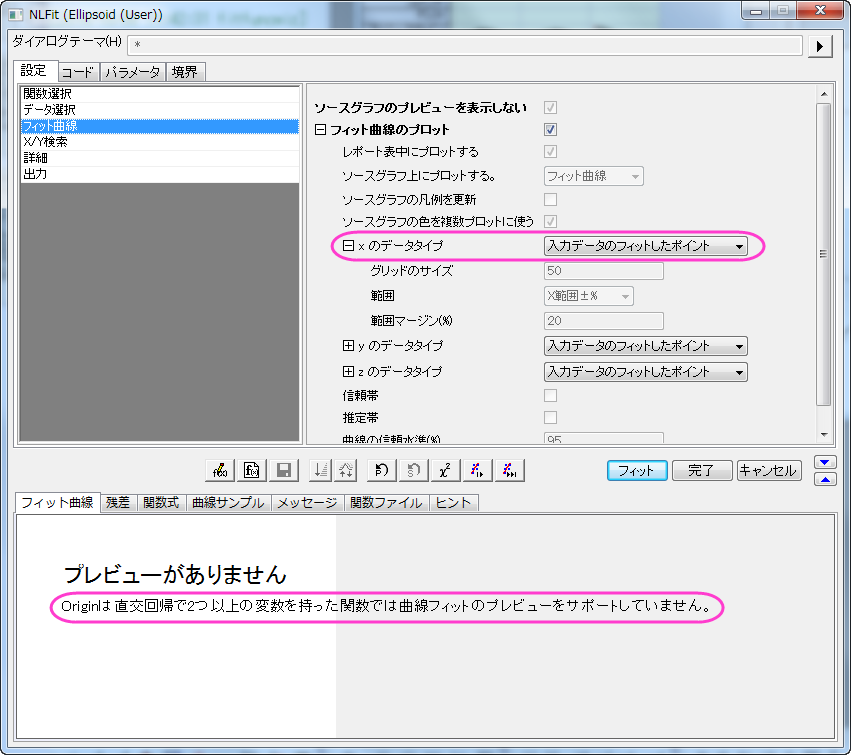 NLFit (Ellipsoid (User))
ダイアログテーマ(H) *
設定 コード パラメータ 境界
関数選択
データ選択
フィット曲線
X/Y検索
詳細
出力
ソースグラフのプレビューを表示しない
フィット曲線のプロット
レポート表中にプロットする
ソースグラフ上にプロットする。 フィット曲線
ソースグラフの凡例を更新
ソースグラフの色を複数プロットに使う
x のデータタイプ 入力データのフィットしたポイント
グリッドのサイズ 50
範囲 X範囲±%
範囲マージン(%) 20
y のデータタイプ 入力データのフィットしたポイント
z のデータタイプ 入力データのフィットしたポイント
信頼帯
推定帯
曲線の信頼水準(%) 95
フィット 完了 キャンセル
フィット曲線 残差 関数式 曲線サンプル メッセージ 関数ファイル ヒント
プレビューがありません
Originは直交回帰で2つ以上の変数を持った関数では曲線フィットのプレビューをサポートしていません。